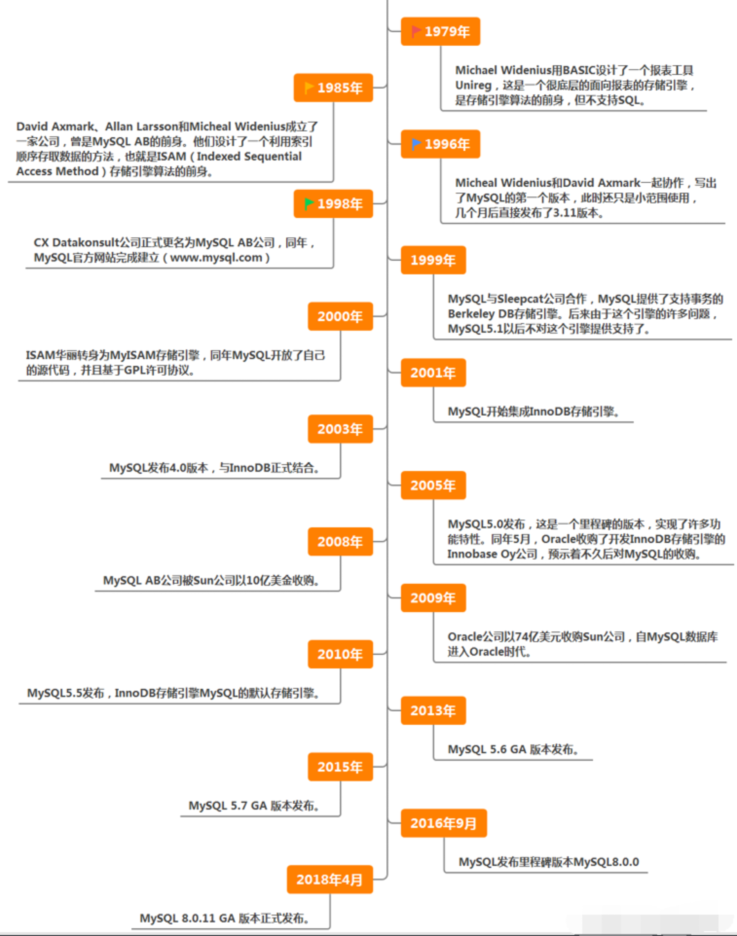 1979年
Michael Widenius用BASIC设计了一个报表工具
Unireg，这是一个很底层的面向报表的存储引擎，
是存储引擎算法的前身，但不支持SQL。
1985年
David Axmark、Allan Larsson和Micheal Widenius成立了
一家公司，曾是MySQL AB的前身。他们设计了一个利用索引
顺序存取数据的方法，也就是ISAM（Indexed Sequential
Access Method）存储引擎算法的前身。
1996年
Micheal Widenius和David Axmark一起协作，写出
了MySQL的第一个版本，此时还只是小范围使用，
几个月后直接发布了3.11版本。
1998年
CX Datakonsult公司正式更名为MySQL AB公司，同年，
MySQL官方网站完成建立（www.mysql.com）
1999年
MySQL与Sleepcat公司合作，MySQL提供了支持事务的
Berkeley DB存储引擎。后来由于这个引擎的许多问题，
MySQL5.1以后不对这个引擎提供支持了。
2000年
ISAM华丽转身为MyISAM存储引擎，同年MySQL开放了自己
的源代码，并且基于GPL许可协议。
2001年
MySQL开始集成InnoDB存储引擎。
2003年
MySQL发布4.0版本，与InnoDB正式结合。
2005年
MySQL5.0发布，这是一个里程碑的版本，实现了许多功
能特性。同年5月，Oracle收购了开发InnoDB存储引擎的
Innobase Oy公司，预示着不久后对MySQL的收购。
2008年
MySQL AB公司被Sun公司以10亿美金收购。
2009年
Oracle公司以74亿美元收购Sun公司，自MySQL数据库
进入Oracle时代。
2010年
MySQL5.5发布，InnoDB存储引擎MySQL的默认存储引擎。
2013年
MySQL 5.6 GA 版本发布。
2015年
MySQL 5.7 GA 版本发布。
2016年9月
MySQL发布里程碑版本MySQL8.0.0
2018年4月
MySQL 8.0.11 GA 版本正式发布。